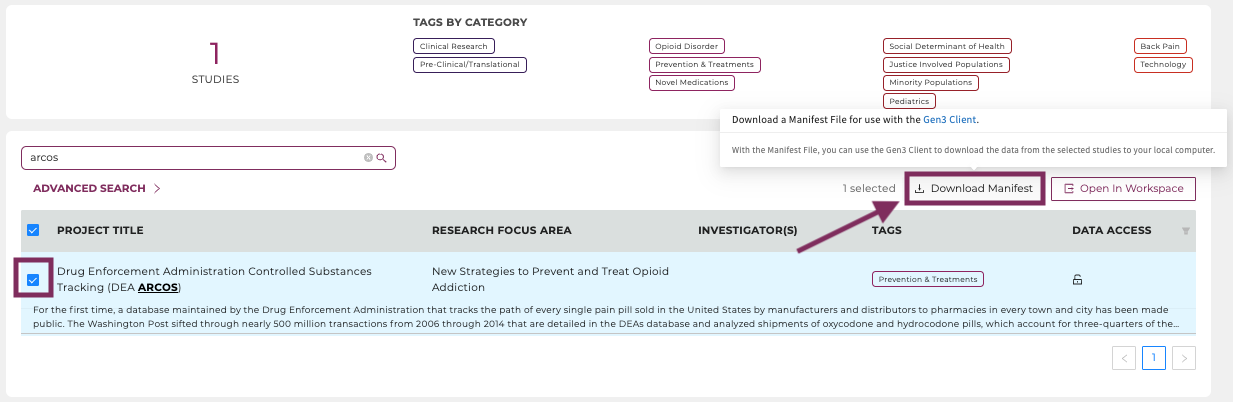 TAGS BY CATEGORY
1
STUDIES
Clinical Research
Pre-Clinical/Translational
Opioid Disorder
Prevention & Treatments
Novel Medications
Social Determinant of Health
Justice Involved Populations
Minority Populations
Pediatrics
Back Pain
Technology
Download a Manifest File for use with the Gen3 Client.
With the Manifest File, you can use the Gen3 Client to download the data from the selected studies to your local computer.
arcos
ADVANCED SEARCH
1 selected
Download Manifest
Open In Workspace
PROJECT TITLE RESEARCH FOCUS AREA INVESTIGATOR(S) TAGS DATA ACCESS
Drug Enforcement Administration Controlled Substances
Tracking (DEA ARCOS)
New Strategies to Prevent and Treat Opioid
Addiction
Prevention & Treatments
For the first time, a database maintained by the Drug Enforcement Administration that tracks the path of every single pain pill sold in the United States by manufacturers and distributors to pharmacies in every town and city has been made
public. The Washington Post sifted through nearly 500 million transactions from 2006 through 2014 that are detailed in the DEAs database and analyzed shipments of oxycodone and hydrocodone pills, which account for three-quarters of the...
1